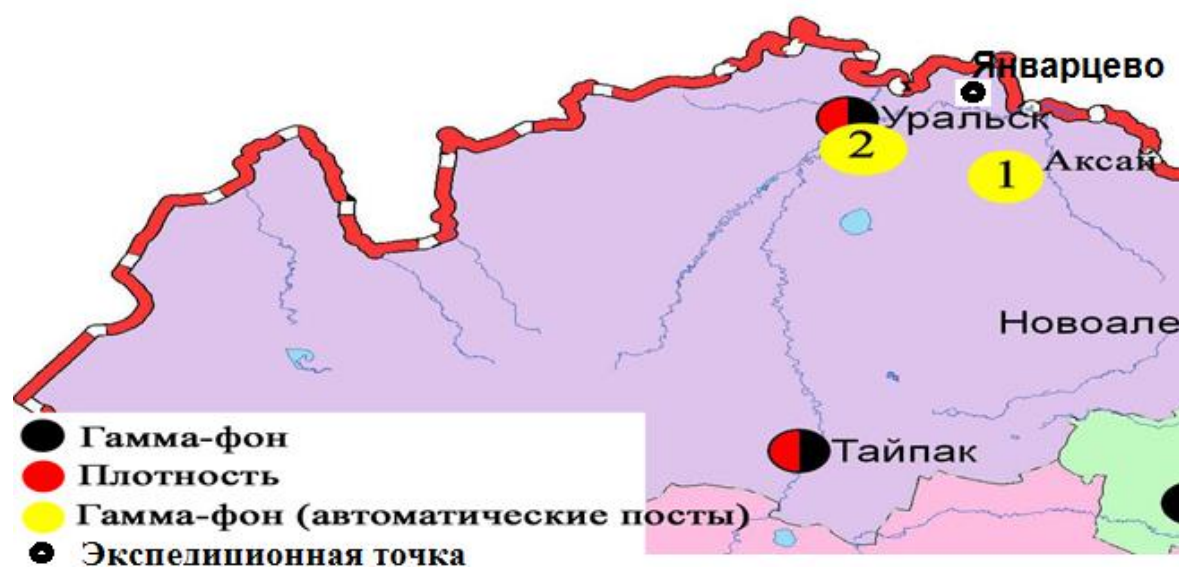 Январцево
Уральск
2
1
Аксай
Новоале
Тайпак
Гамма-фон
Плотность
Гамма-фон (автоматические посты)
Экспедиционная точка